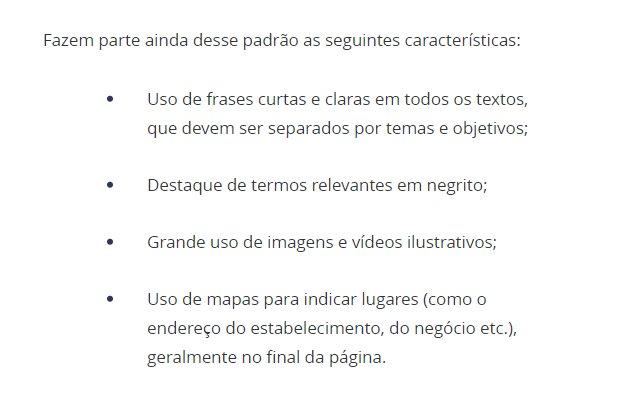 Fazem parte ainda desse padrão as seguintes características:
• Uso de frases curtas e claras em todos os textos,
que devem ser separados por temas e objetivos;
• Destaque de termos relevantes em negrito;
• Grande uso de imagens e vídeos ilustrativos;
• Uso de mapas para indicar lugares (como o
endereço do estabelecimento, do negócio etc.),
geralmente no final da página.